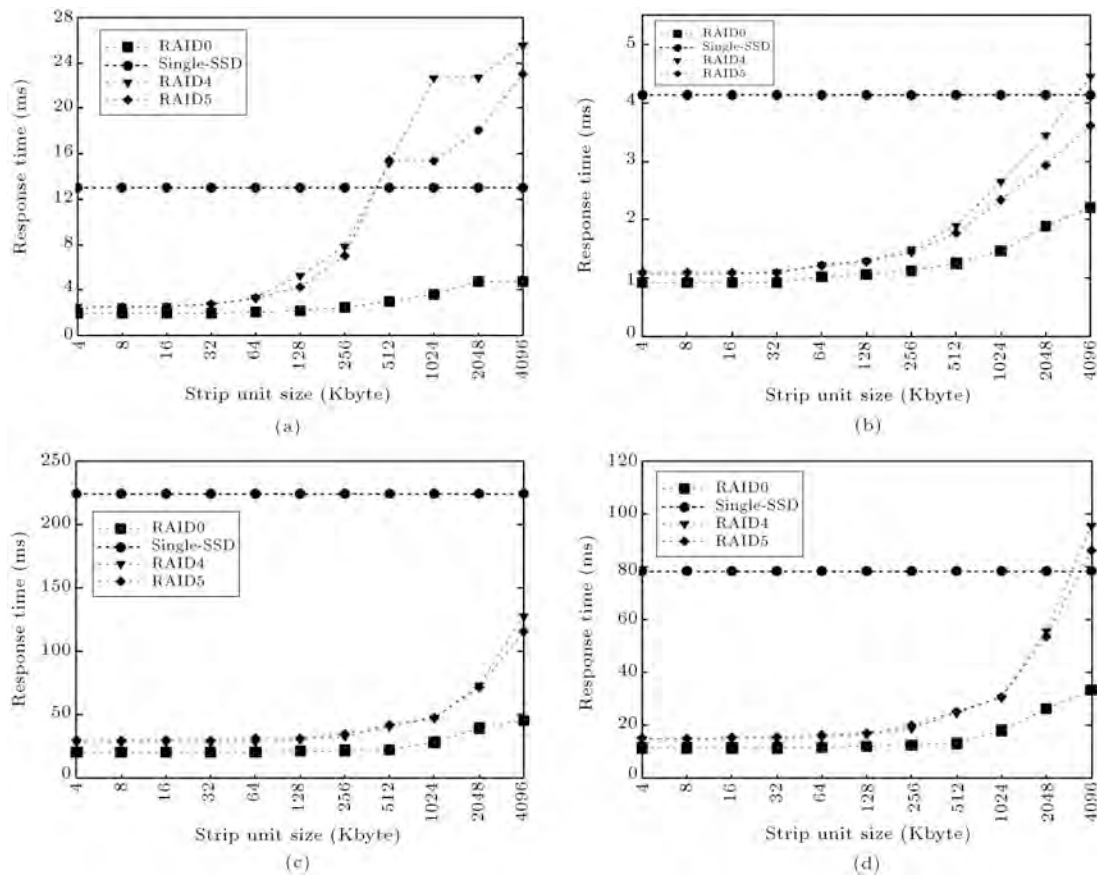 28
24
20
16
12
8
4
0
Response time (ms)
RAID0
Single-SSD
RAID4
RAID5
4
8
16
32
64
128
256
512
1024
2048
4096
Strip unit size (Kbyte)
(a)
5
4
3
2
1
0
Response time (ms)
RAID0
Single-SSD
RAID4
RAID5
4
8
16
32
64
128
256
512
1024
2048
4096
Strip unit size (Kbyte)
(b)
250
200
150
100
50
0
Response time (ms)
RAID0
Single-SSD
RAID4
RAID5
4
8
16
32
64
128
256
512
1024
2048
4096
Strip unit size (Kbyte)
(c)
120
100
80
60
40
20
0
Response time (ms)
RAID0
Single-SSD
RAID4
RAID5
4
8
16
32
64
128
256
512
1024
2048
4096
Strip unit size (Kbyte)
(d)